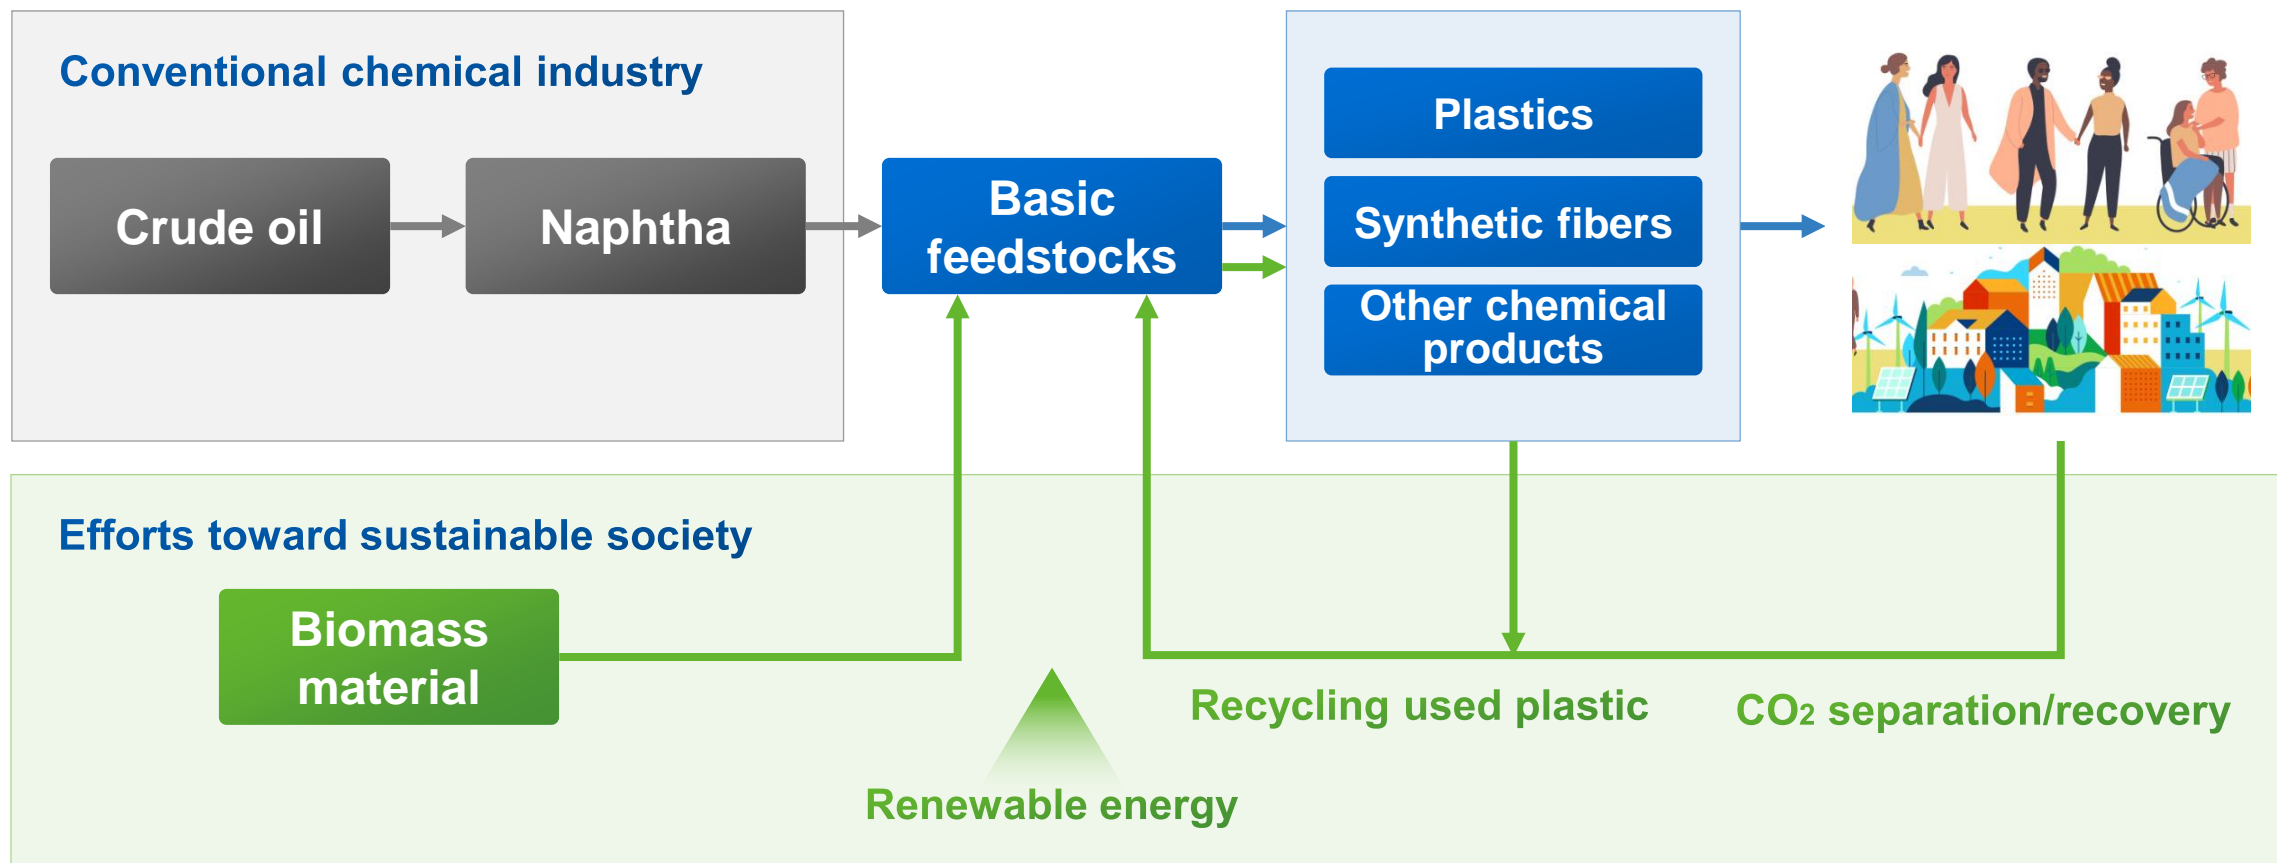 Conventional chemical industry
Crude oil
Naphtha
Basic
feedstocks
Plastics
Synthetic fibers
Other chemical
products
Efforts toward sustainable society
Biomass
material
Recycling used plastic
CO2 separation/recovery
Renewable energy